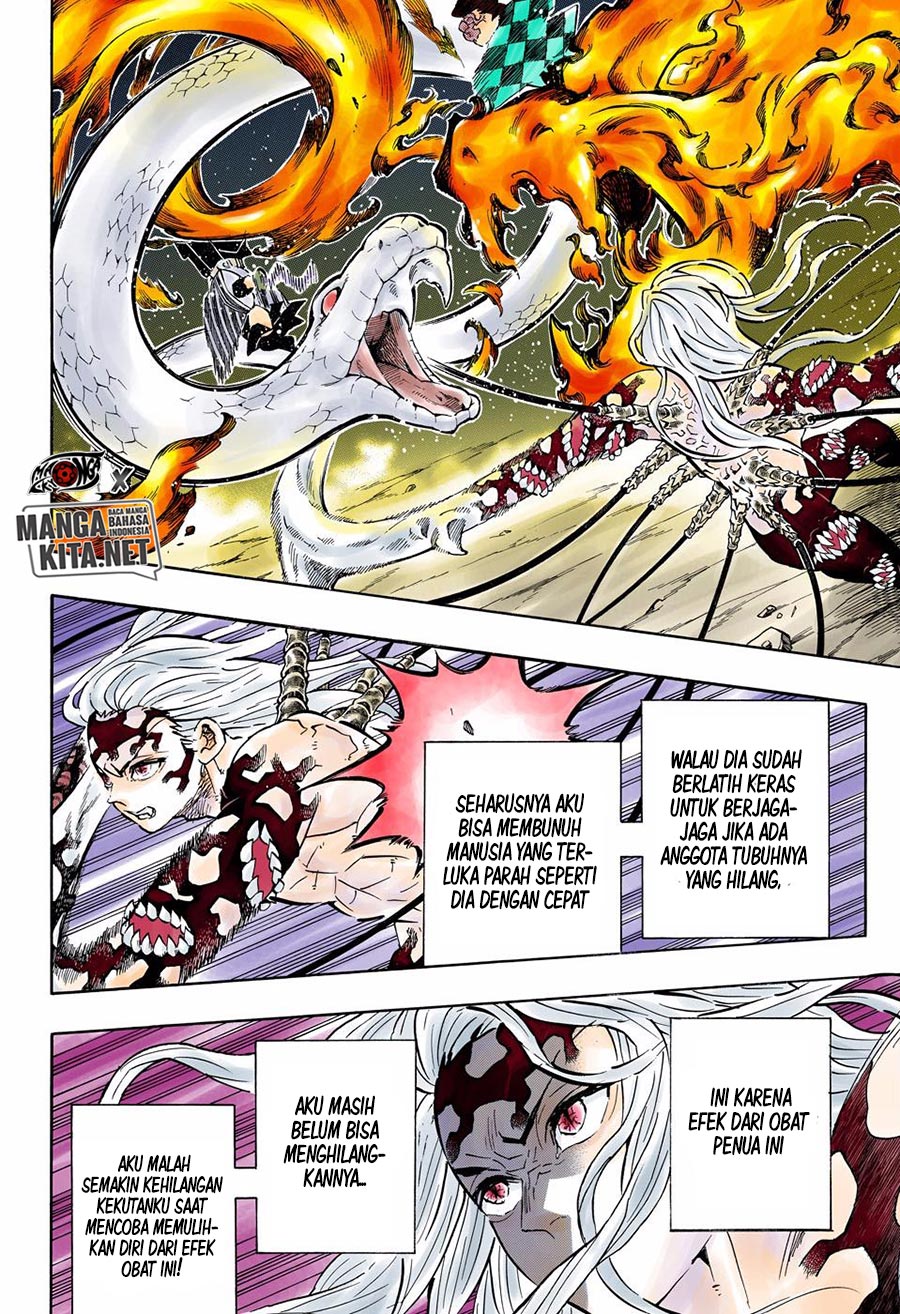 MANGA
BACA MANGA
BAHASA
INDONESIA
KITA.NET
WALAU DIA SUDAH
BERLATIH KERAS
UNTUK BERJAGA-
JAGA JIKA ADA
ANGGOTA TUBUHNYA
YANG HILANG,
SEHARUSNYA AKU
BISA MEMBUNUH
MANUSIA YANG TER-
LUKA PARAH SEPERTI
DIA DENGAN CEPAT
INI KARENA
EFEK DARI OBAT
PENUA INI
AKU MASIH
BELUM BISA
MENGHILANG-
KANNYA...
AKU MALAH
SEMAKIN KEHILANGAN
KEKUTANKU SAAT
MENCOBA MEMULIH-
KAN DIRI DARI EFEK
OBAT INI!